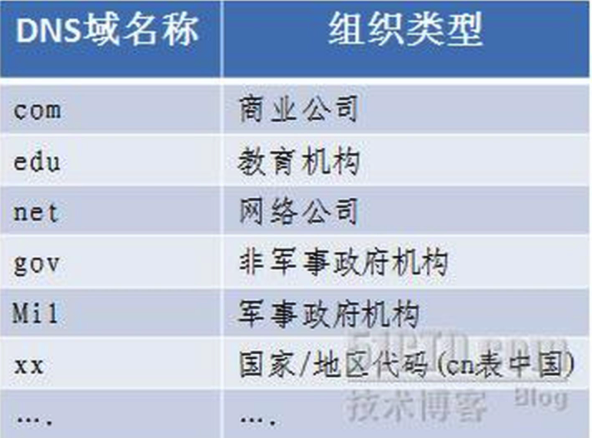 DNS域名称 组织类型
com 商业公司
edu 教育机构
net 网络公司
gov 非军事政府机构
Mil 军事政府机构
xx 国家/地区代码(cn表中国)
.... ....
51CTO.com
技术博客 Blog